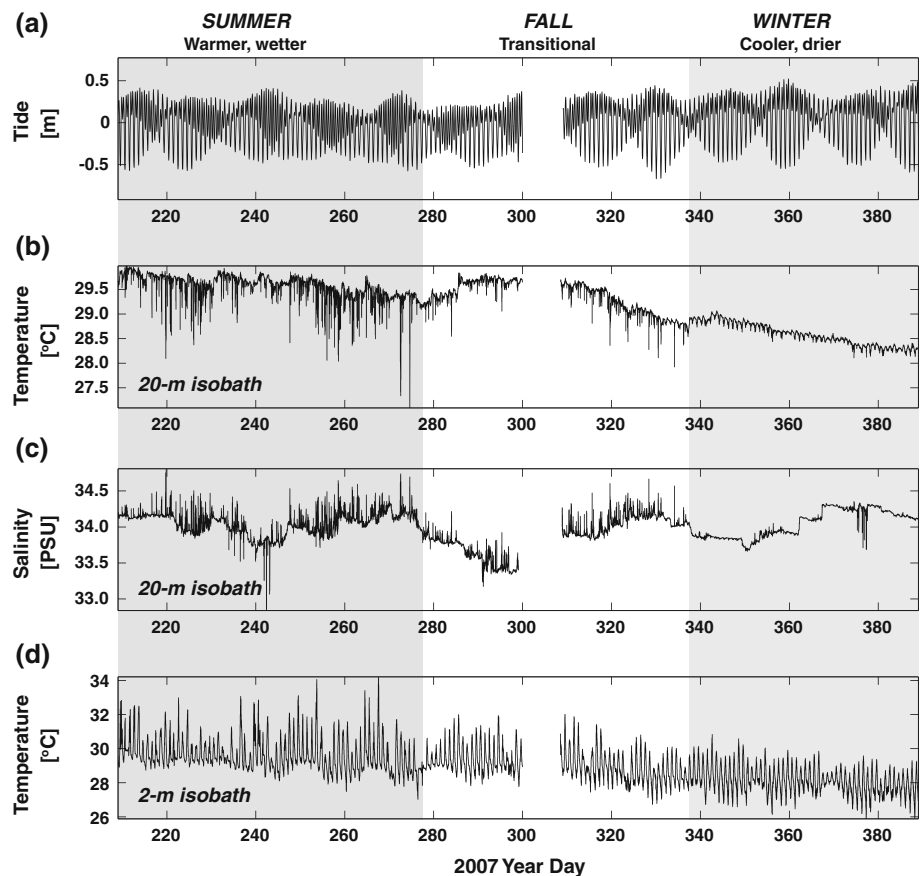 (a)
SUMMER FALL WINTER
Warmer, wetter Transitional Cooler, drier
Tide
[m]
0.5
0
-0.5
220 240 260 280 300 320 340 360 380
(b)
Temperature
[°C]
29.5
29.0
28.5
28.0
27.5
20-m isobath
220 240 260 280 300 320 340 360 380
(c)
Salinity
[PSU]
34.5
34.0
33.5
33.0
20-m isobath
220 240 260 280 300 320 340 360 380
(d)
Temperature
[°C]
34
32
30
28
26
2-m isobath
220 240 260 280 300 320 340 360 380
2007 Year Day